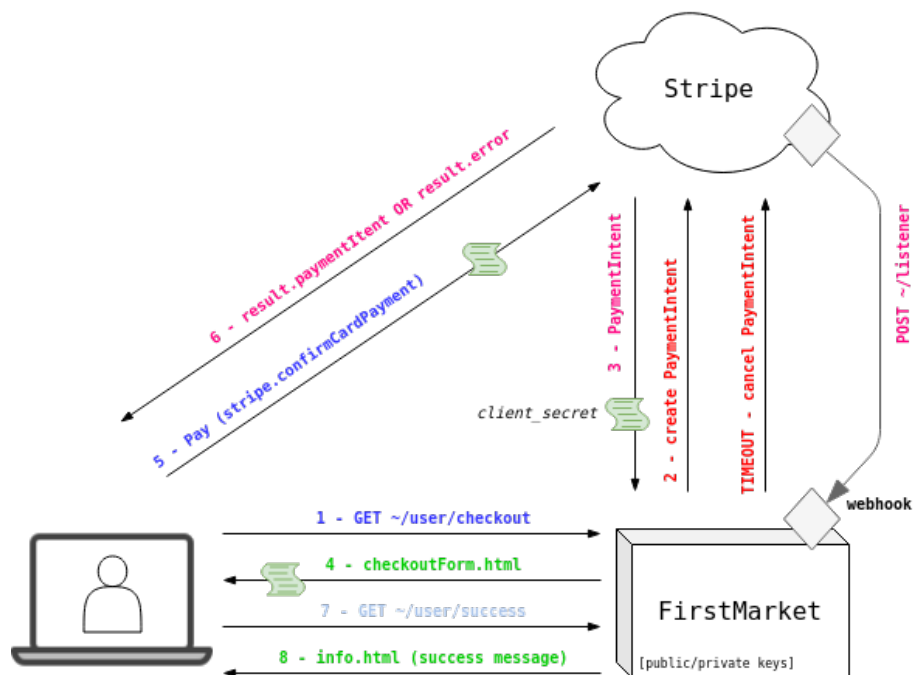 Stripe
6 - result.paymentItent OR result.error
5 - Pay (stripe.confirmCardPayment)
3 - PaymentIntent
2 - create PaymentIntent
TIMEOUT - cancel PaymentIntent
POST ~/listener
client_secret
webhook
1 - GET ~/user/checkout
4 - checkoutForm.html
7 - GET ~/user/success
8 - info.html (success message)
FirstMarket
[public/private keys]